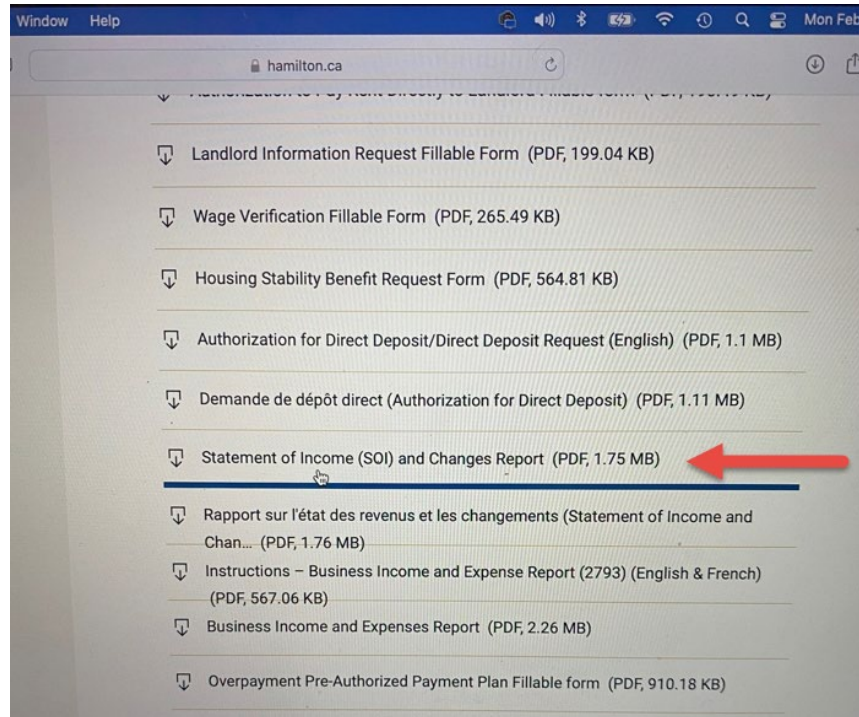 Window Help Mon Feb
hamilton.ca
Landlord Information Request Fillable Form (PDF, 199.04 KB)
Wage Verification Fillable Form (PDF, 265.49 KB)
Housing Stability Benefit Request Form (PDF, 564.81 KB)
Authorization for Direct Deposit/Direct Deposit Request (English) (PDF, 1.1 MB)
Demande de dépôt direct (Authorization for Direct Deposit) (PDF, 1.11 MB)
Statement of Income (SOI) and Changes Report (PDF, 1.75 MB)
Rapport sur l'état des revenus et les changements (Statement of Income and
Chan... (PDF, 1.76 MB)
Instructions – Business Income and Expense Report (2793) (English & French)
(PDF, 567.06 KB)
Business Income and Expenses Report (PDF, 2.26 MB)
Overpayment Pre-Authorized Payment Plan Fillable form (PDF, 910.18 KB)